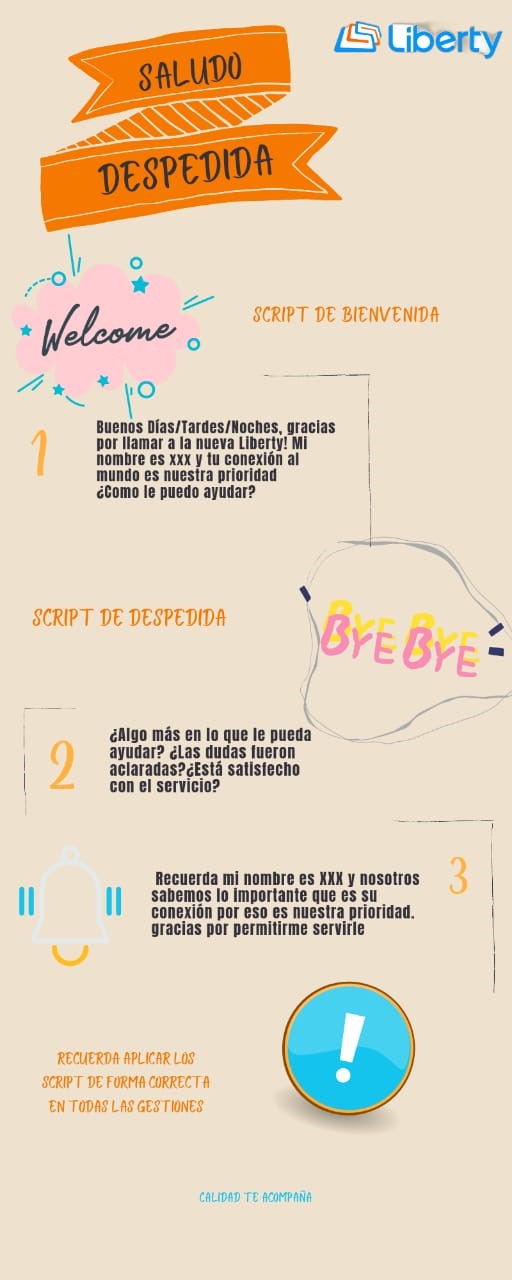 Liberty
SALUDO
DESPEDIDA
Welcome
SCRIPT DE BIENVENIDA
1
Buenos Días/Tardes/Noches, gracias
por llamar a la nueva Liberty! Mi
nombre es xxx y tu conexión al
mundo es nuestra prioridad
¿Como le puedo ayudar?
SCRIPT DE DESPEDIDA
BYE BYE
2
¿Algo más en lo que le pueda
ayudar? ¿Las dudas fueron
aclaradas?¿Está satisfecho
con el servicio?
3
Recuerda mi nombre es XXX y nosotros
sabemos lo importante que es su
conexión por eso es nuestra prioridad.
gracias por permitirme servirle
!
RECUERDA APLICAR LOS
SCRIPT DE FORMA CORRECTA
EN TODAS LAS GESTIONES
CALIDAD TE ACOMPAÑA